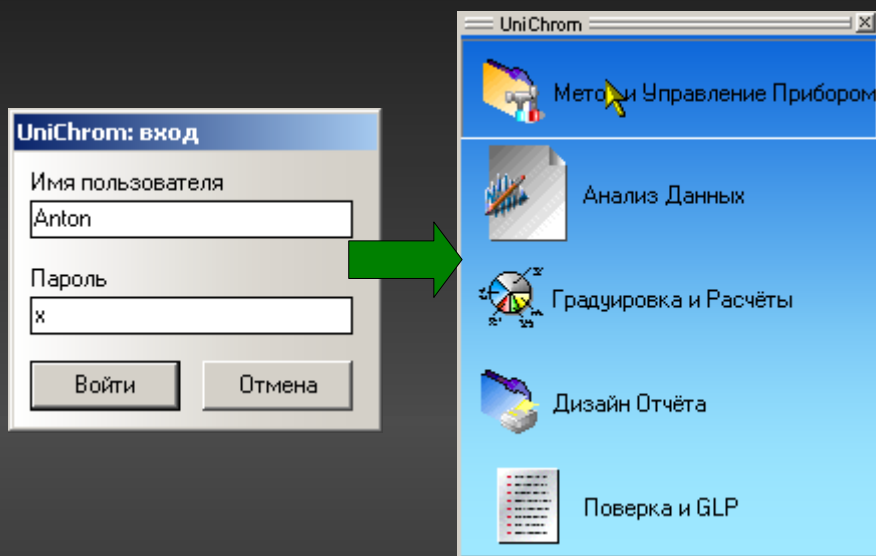 UniChrom: вход
Имя пользователя
Anton
Пароль
x
Войти
Отмена
UniChrom
Метод и Управление Прибором
Анализ Данных
Градуировка и Расчёты
Дизайн Отчёта
Поверка и GLP